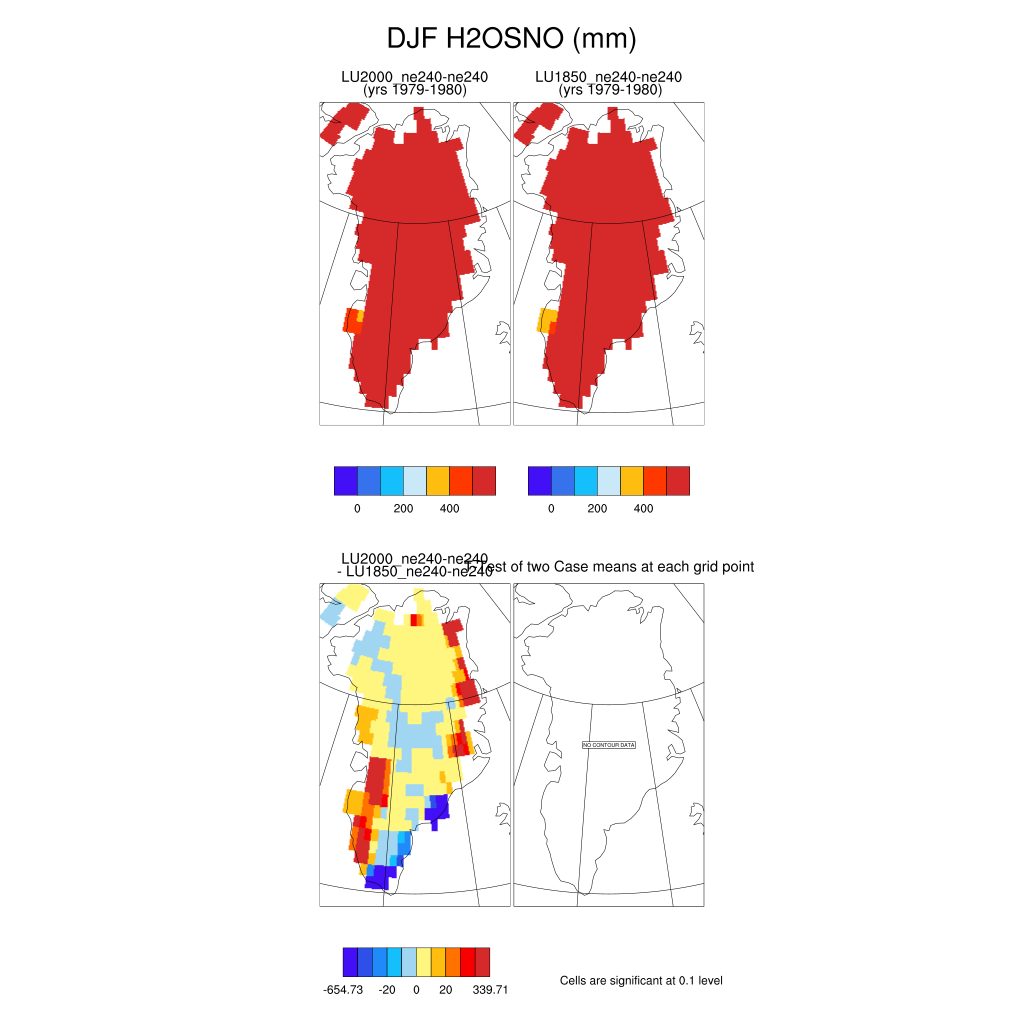 DJF H2OSNO (mm)
LU2000_ne240-ne240
(yrs 1979-1980)
LU1850_ne240-ne240
(yrs 1979-1980)
0 200 400
0 200 400
LU2000_ne240-ne240
- LU1850_ne240-ne240
T-Test of two Case means at each grid point
NO CONTOUR DATA
-654.73 -20 0 20 339.71
Cells are significant at 0.1 level